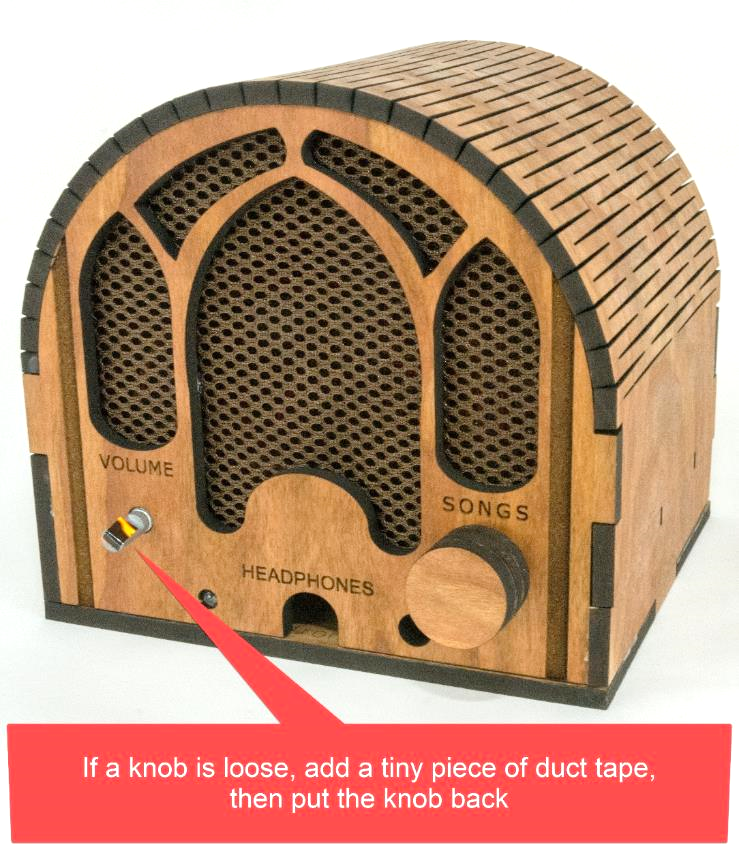 VOLUME
SONGS
HEADPHONES
If a knob is loose, add a tiny piece of duct tape,
then put the knob back